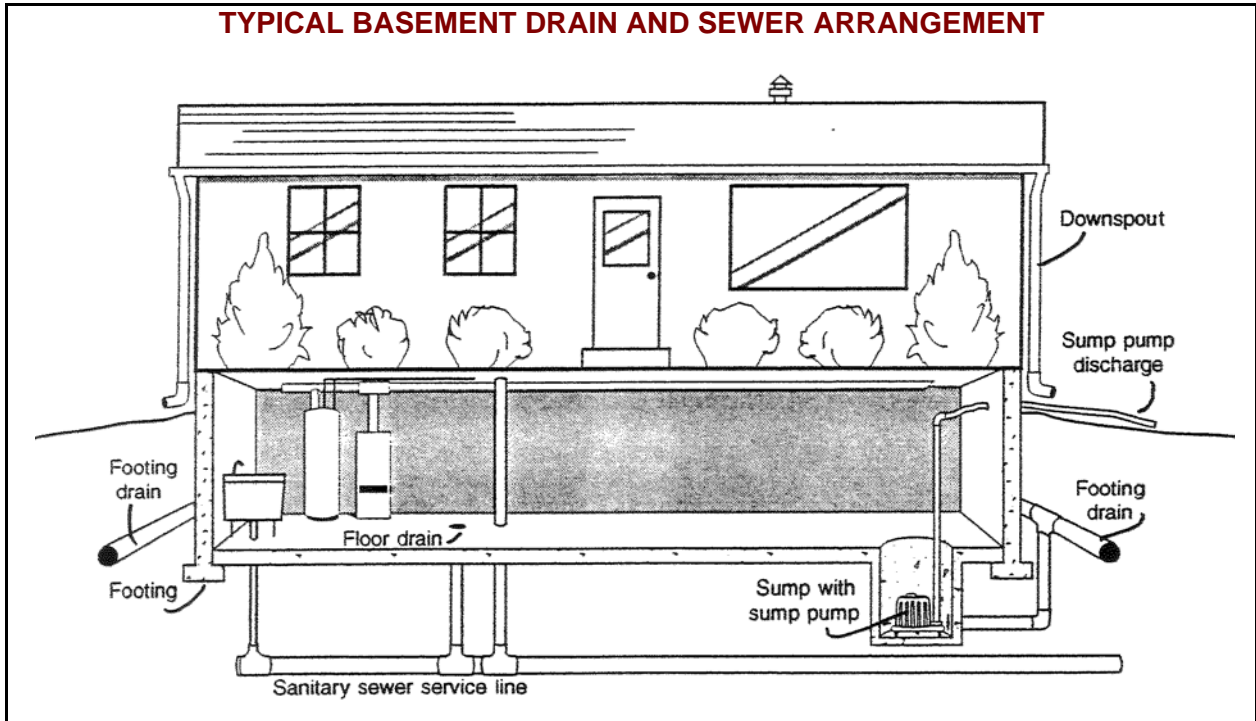 TYPICAL BASEMENT DRAIN AND SEWER ARRANGEMENT
Downspout
Sump pump
discharge
Footing
drain
Footing
drain
Floor drain
Footing
Sump with
sump pump
Sanitary sewer service line